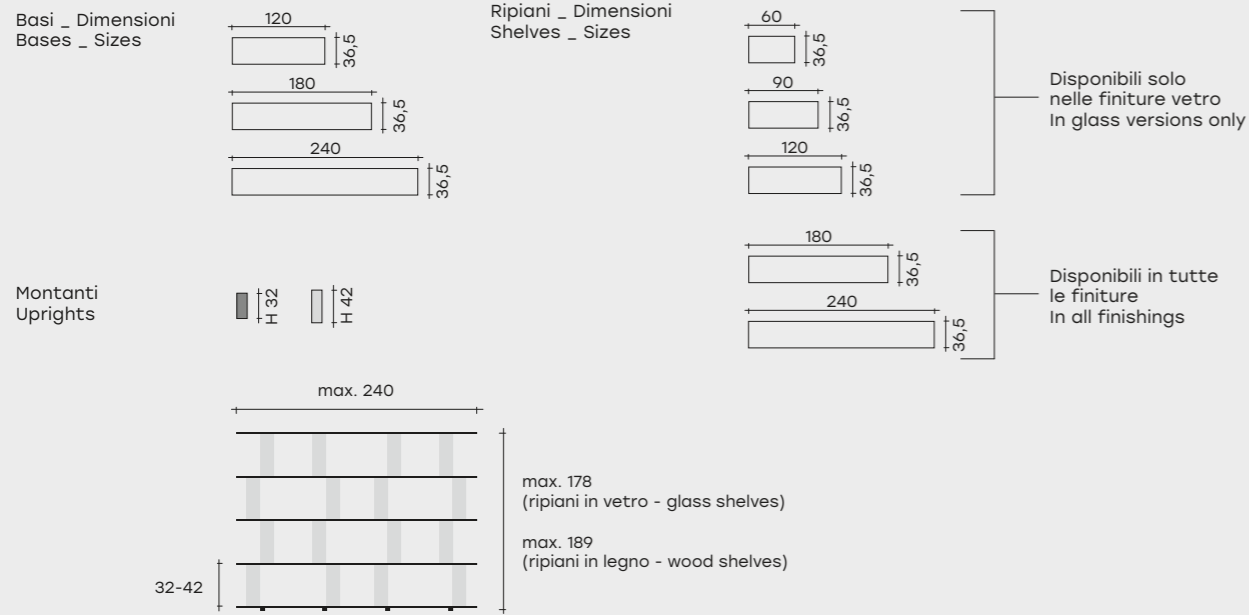 Basi _ Dimensioni
Bases _ Sizes
120
36,5
180
36,5
240
36,5
Montanti
Uprights
H 32
H 42
Ripiani _ Dimensioni
Shelves _ Sizes
60
36,5
90
36,5
120
36,5
Disponibili solo
nelle finiture vetro
In glass versions only
180
36,5
240
36,5
Disponibili in tutte
le finiture
In all finishings
max. 240
max. 178
(ripiani in vetro - glass shelves)
max. 189
(ripiani in legno - wood shelves)
32-42